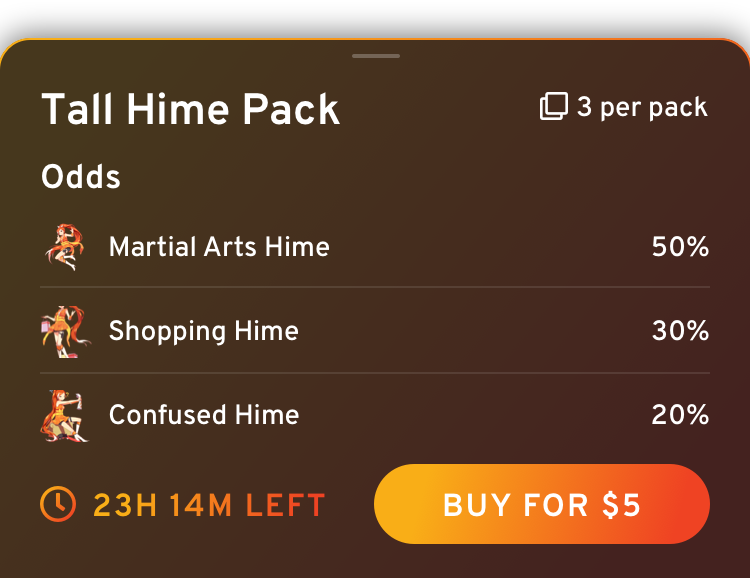 Tall Hime Pack
3 per pack
Odds
Martial Arts Hime 50%
Shopping Hime 30%
Confused Hime 20%
23H 14M LEFT
BUY FOR $5